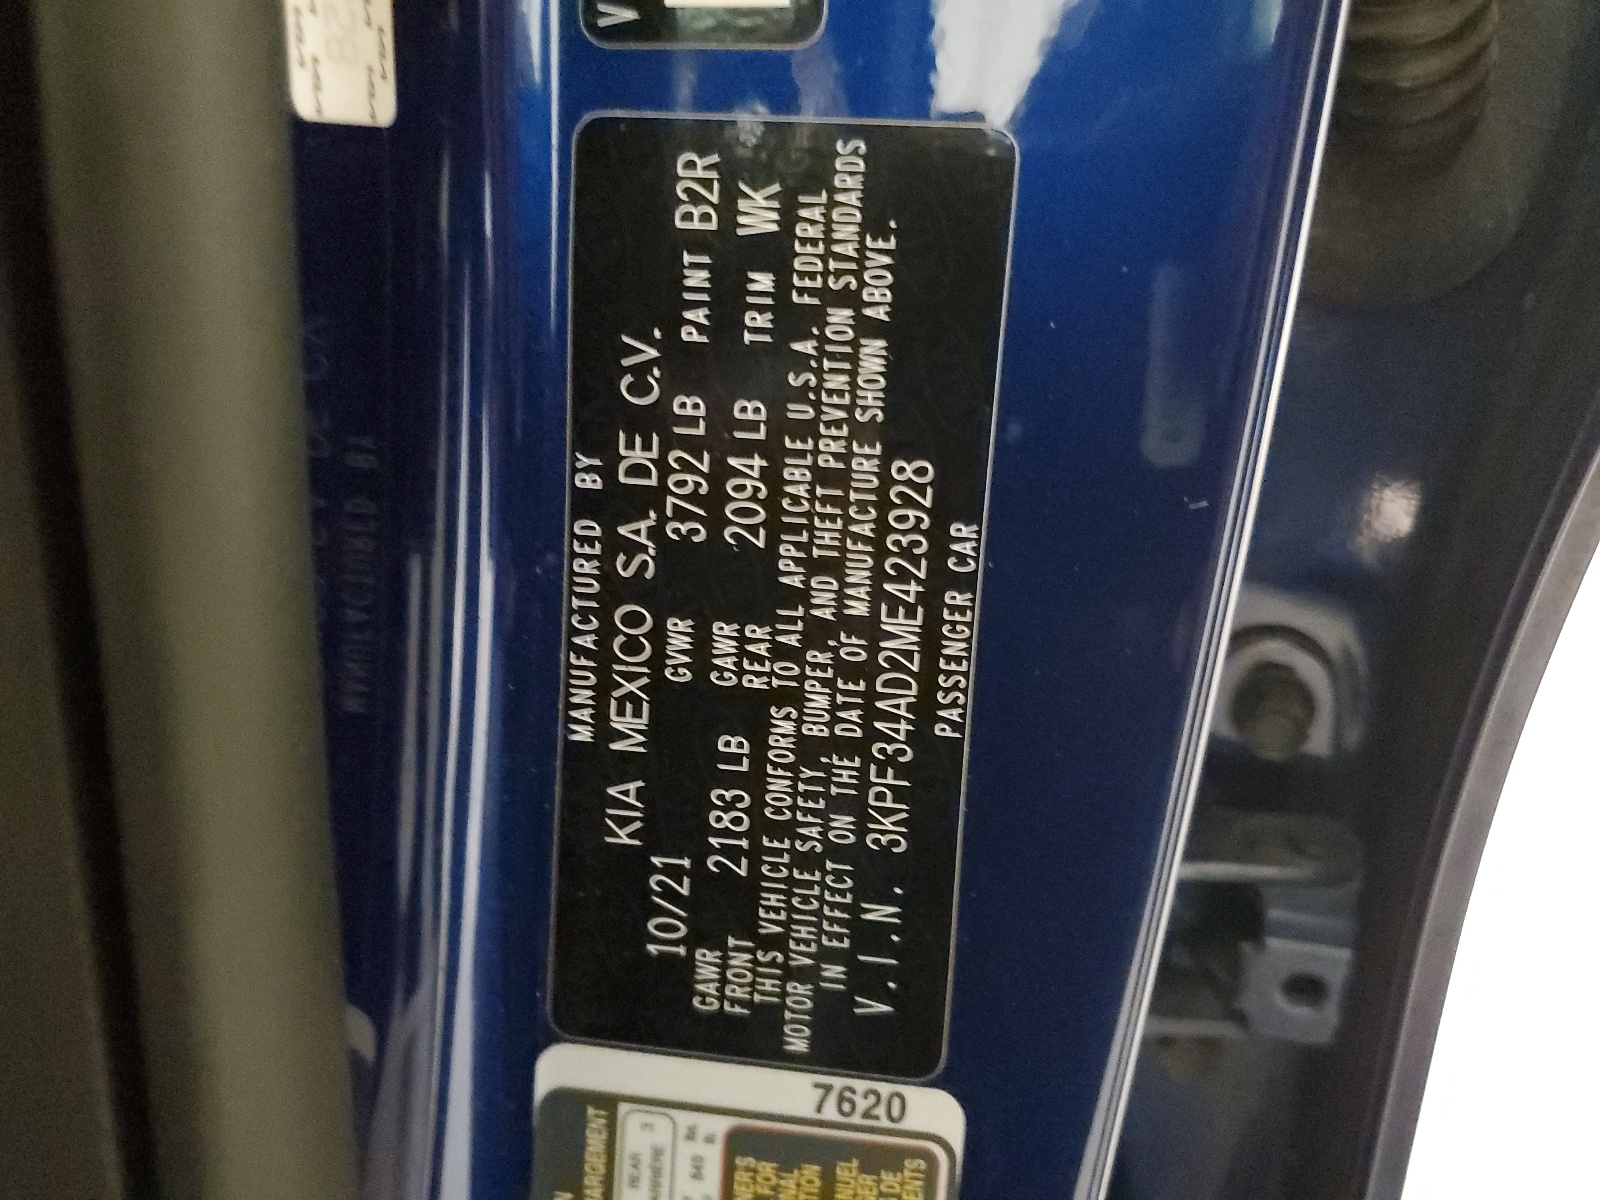 MANUFACTURED BY
KIA MEXICO S.A. DE C.V.
10/21 GVWR 3792 LB PAINT B2R
GAWR FRONT 2183 LB GAWR REAR 2094 LB TRIM WK
THIS VEHICLE CONFORMS TO ALL APPLICABLE U.S.A. FEDERAL
MOTOR VEHICLE SAFETY, BUMPER, AND THEFT PREVENTION STANDARDS
IN EFFECT ON THE DATE OF MANUFACTURE SHOWN ABOVE.
V.I.N. 3KPF34AD2ME423928
PASSENGER CAR
7620
REAR
3